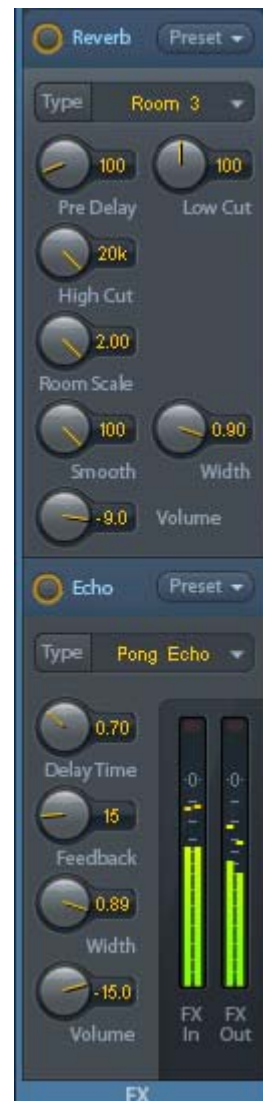 Reverb Preset
Type Room 3
100 100
Pre Delay Low Cut
20k
High Cut
2.00
Room Scale
100 0.90
Smooth Width
-9.0 Volume
Echo Preset
Type Pong Echo
0.70
Delay Time
-0- -0-
15
Feedback
0.89
Width
-15.0
Volume
FX FX
In Out
FX